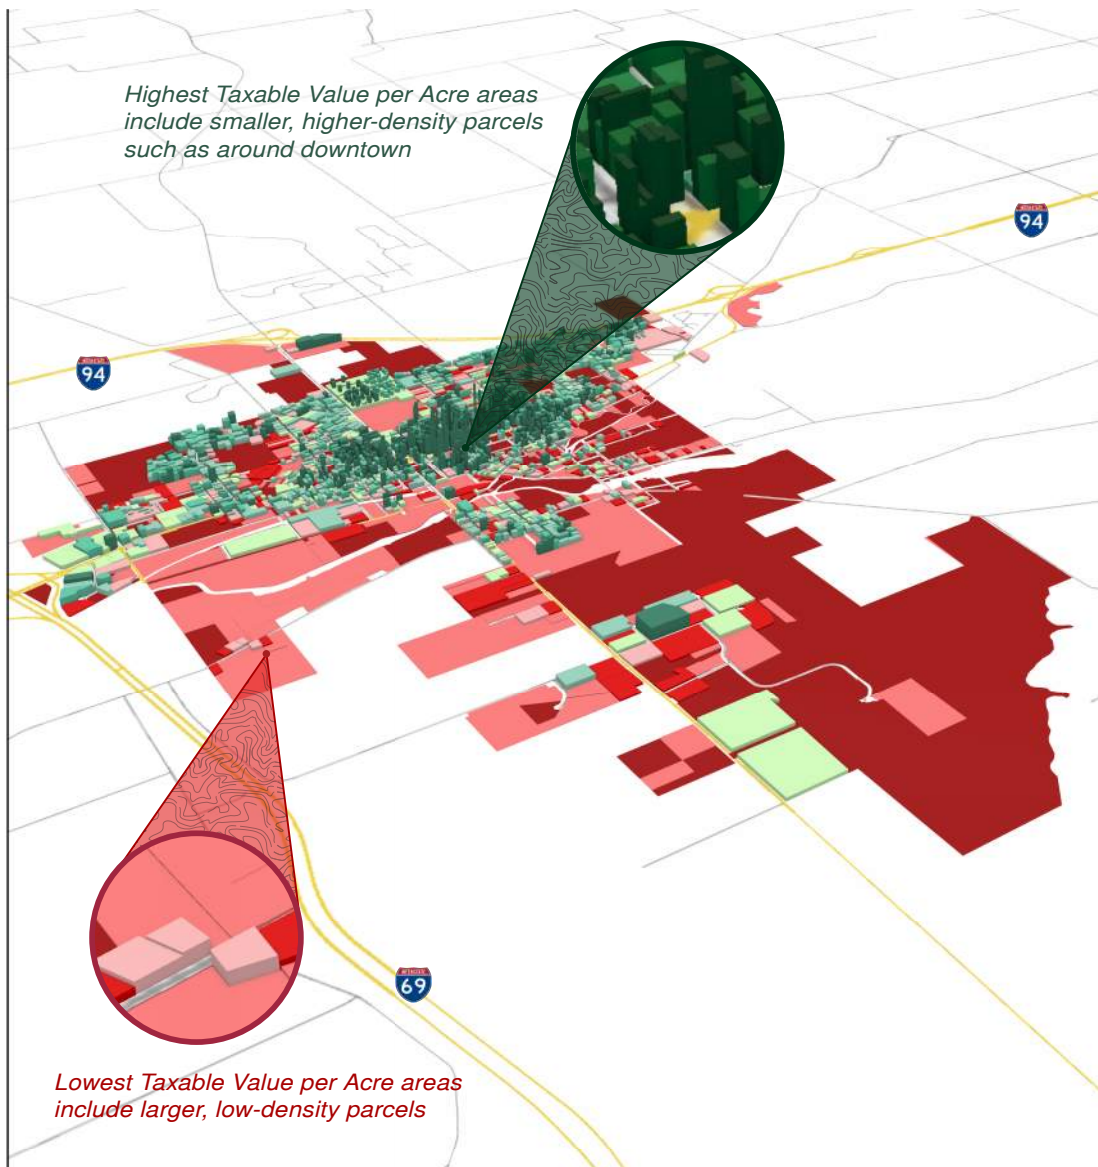 Highest Taxable Value per Acre areas
include smaller, higher-density parcels
such as around downtown
94
94
69
Lowest Taxable Value per Acre areas
include larger, low-density parcels